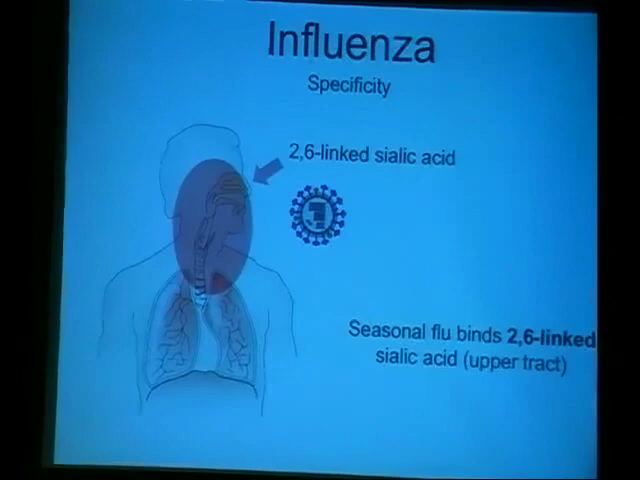 Influenza
Specificity
2,6-linked sialic acid
Seasonal flu binds 2,6-linked
sialic acid (upper tract)